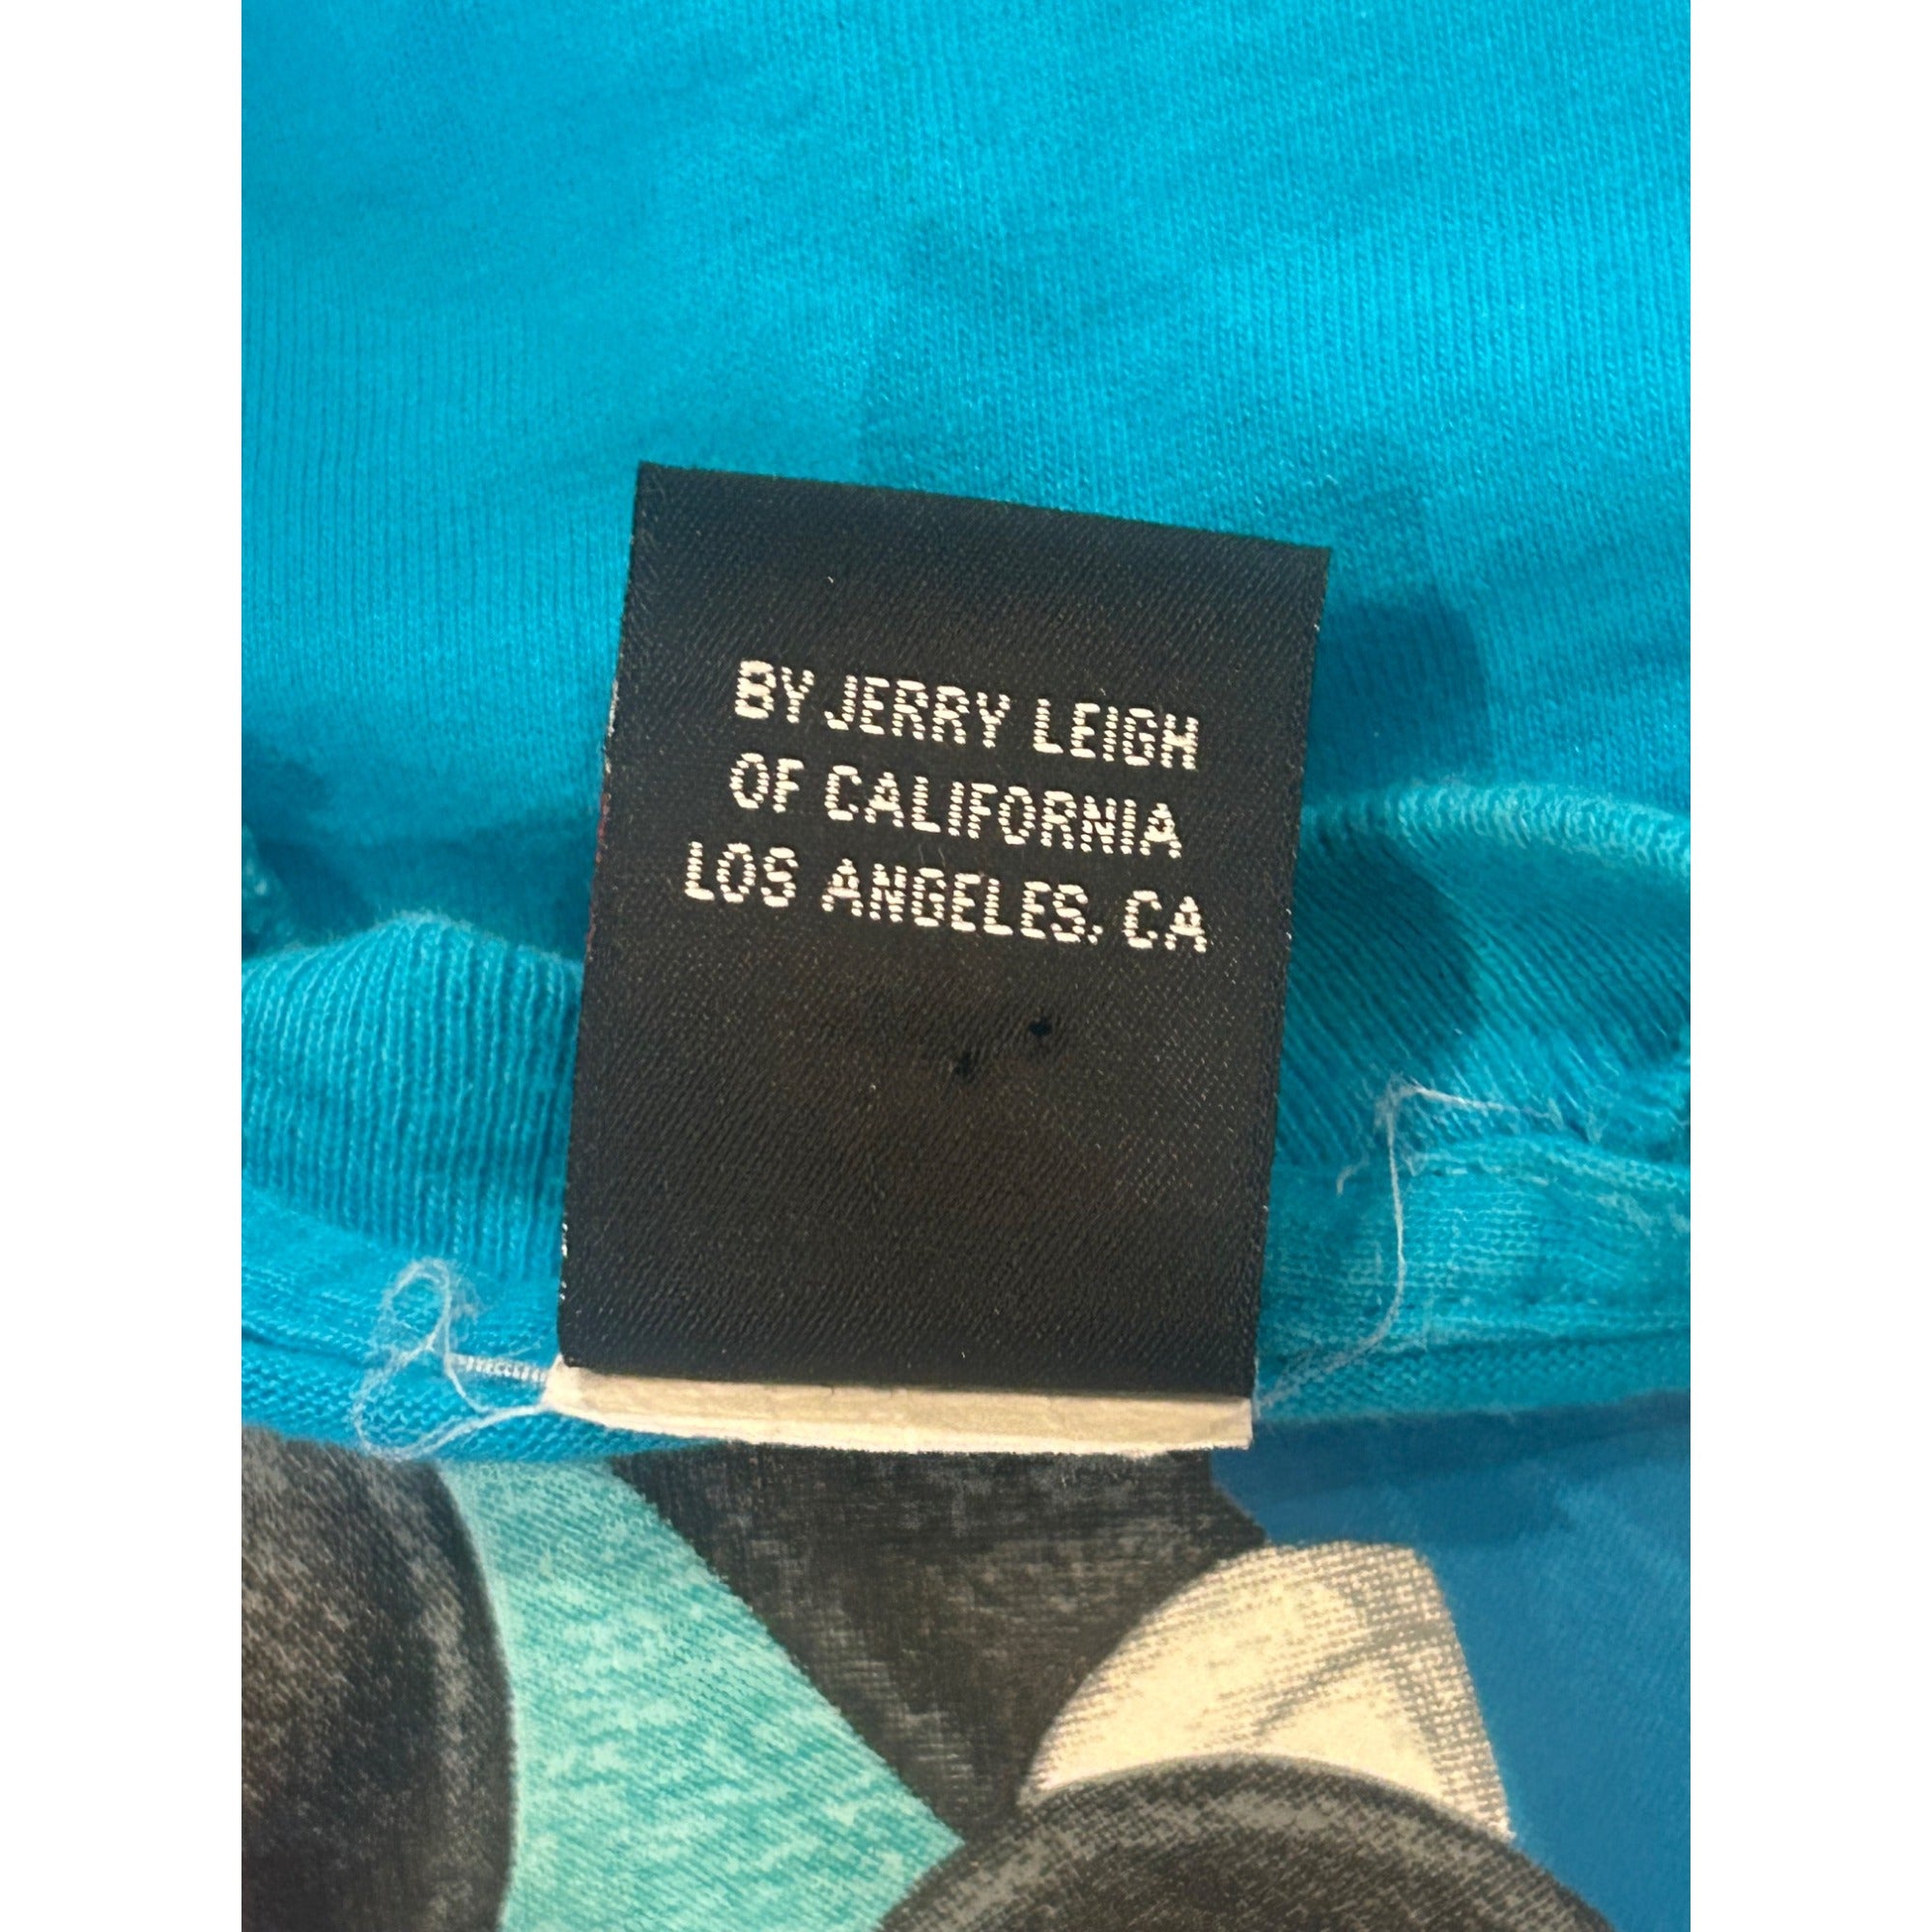 BY JERRY LEIGH
OF CALIFORNIA
LOS ANGELES, CA